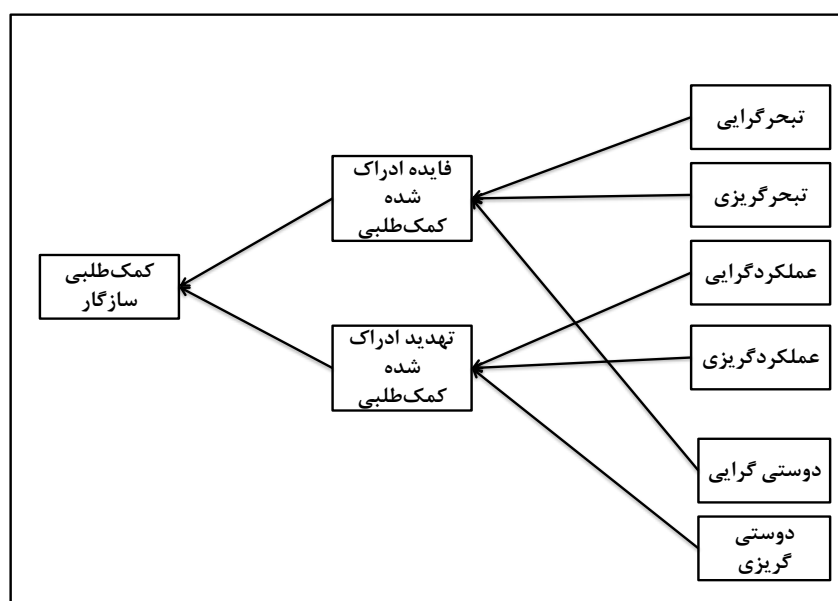 تبحرگرایی
تبحرگریزی
عملکردگرایی
عملکردگریزی
دوستی گرایی
دوستی
گریزی
فایده ادراک
شده
کمک‌طلبی
تهدید ادراک
شده
کمک‌طلبی
کمک‌طلبی
سازگار